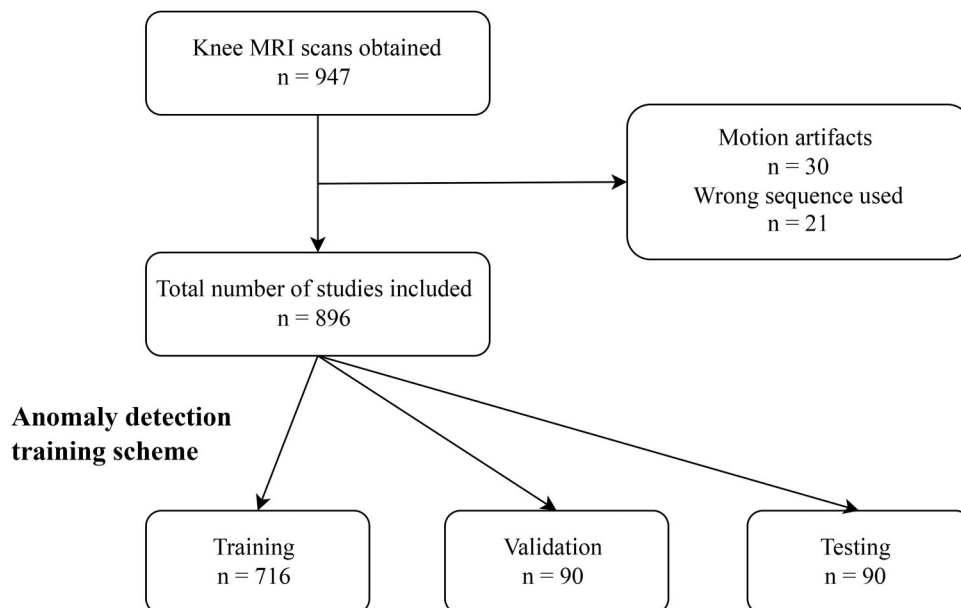 Knee MRI scans obtained
n = 947
Motion artifacts
n = 30
Wrong sequence used
n = 21
Total number of studies included
n = 896
Anomaly detection
training scheme
Training
n = 716
Validation
n = 90
Testing
n = 90